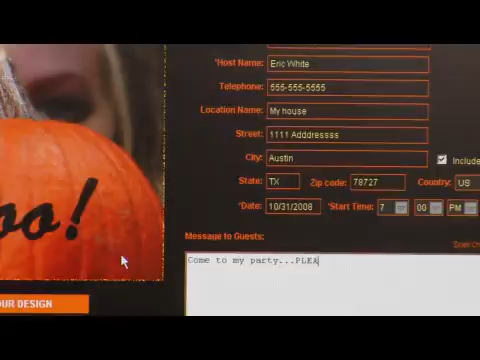 *Host Name: Eric White
Telephone: 555-555-5555
Location Name: My house
Street: 1111 Adddressss
City: Austin
Include
State: TX Zip code: 78727 Country: US
*Date: 10/31/2008 *Start Time: 7 00 PM
Message to Guests:
Come to my party...PLEA
oo!
OUR DESIGN